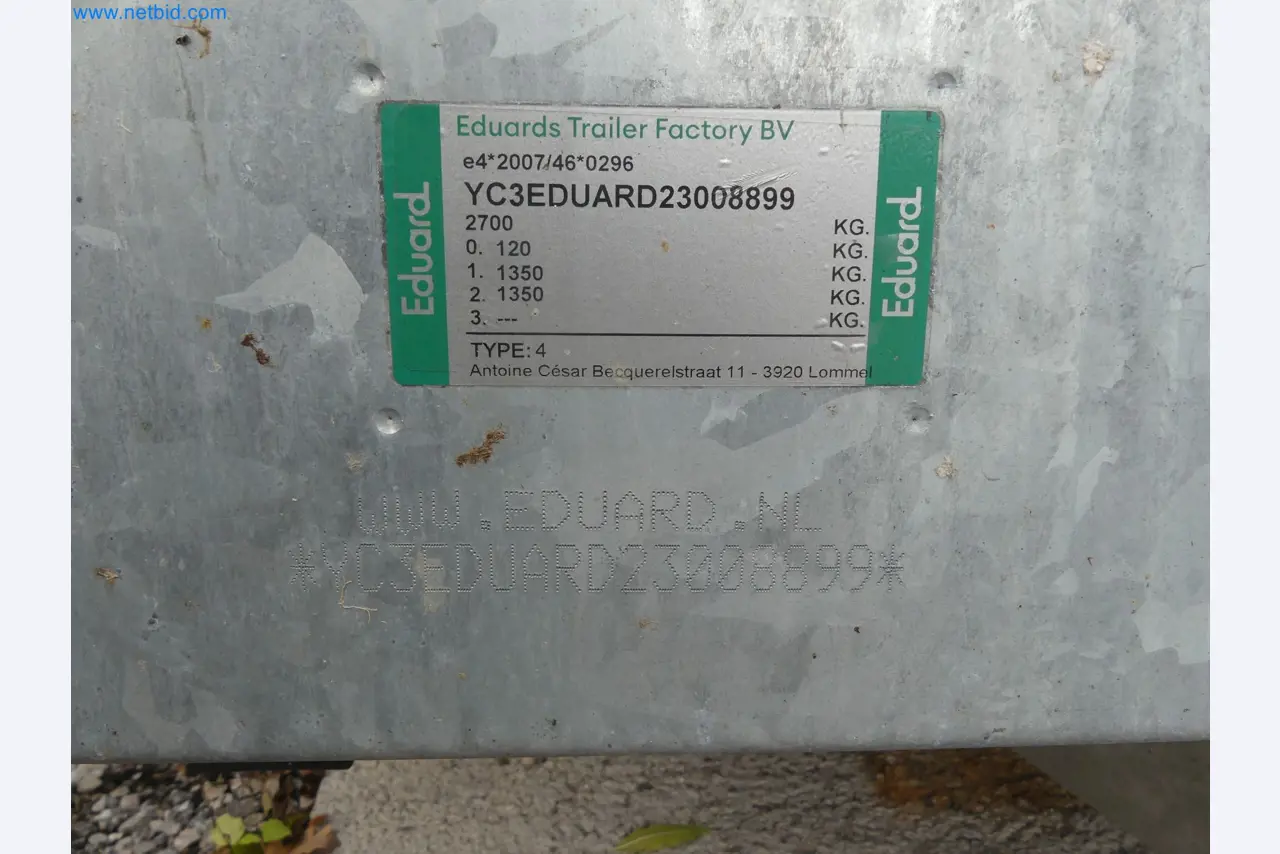 www.netbid.com
Eduards Trailer Factory BV
e4*2007/46*0296
YC3EDUARD23008899
2700 KG.
0. 120 KG.
1. 1350 KG.
2. 1350 KG.
3. --- KG.
TYPE: 4
Antoine César Becquerelstraat 11 - 3920 Lommel
Eduard
Eduard
WWW.EDUARD.NL
*YC3EDUARD23008899*